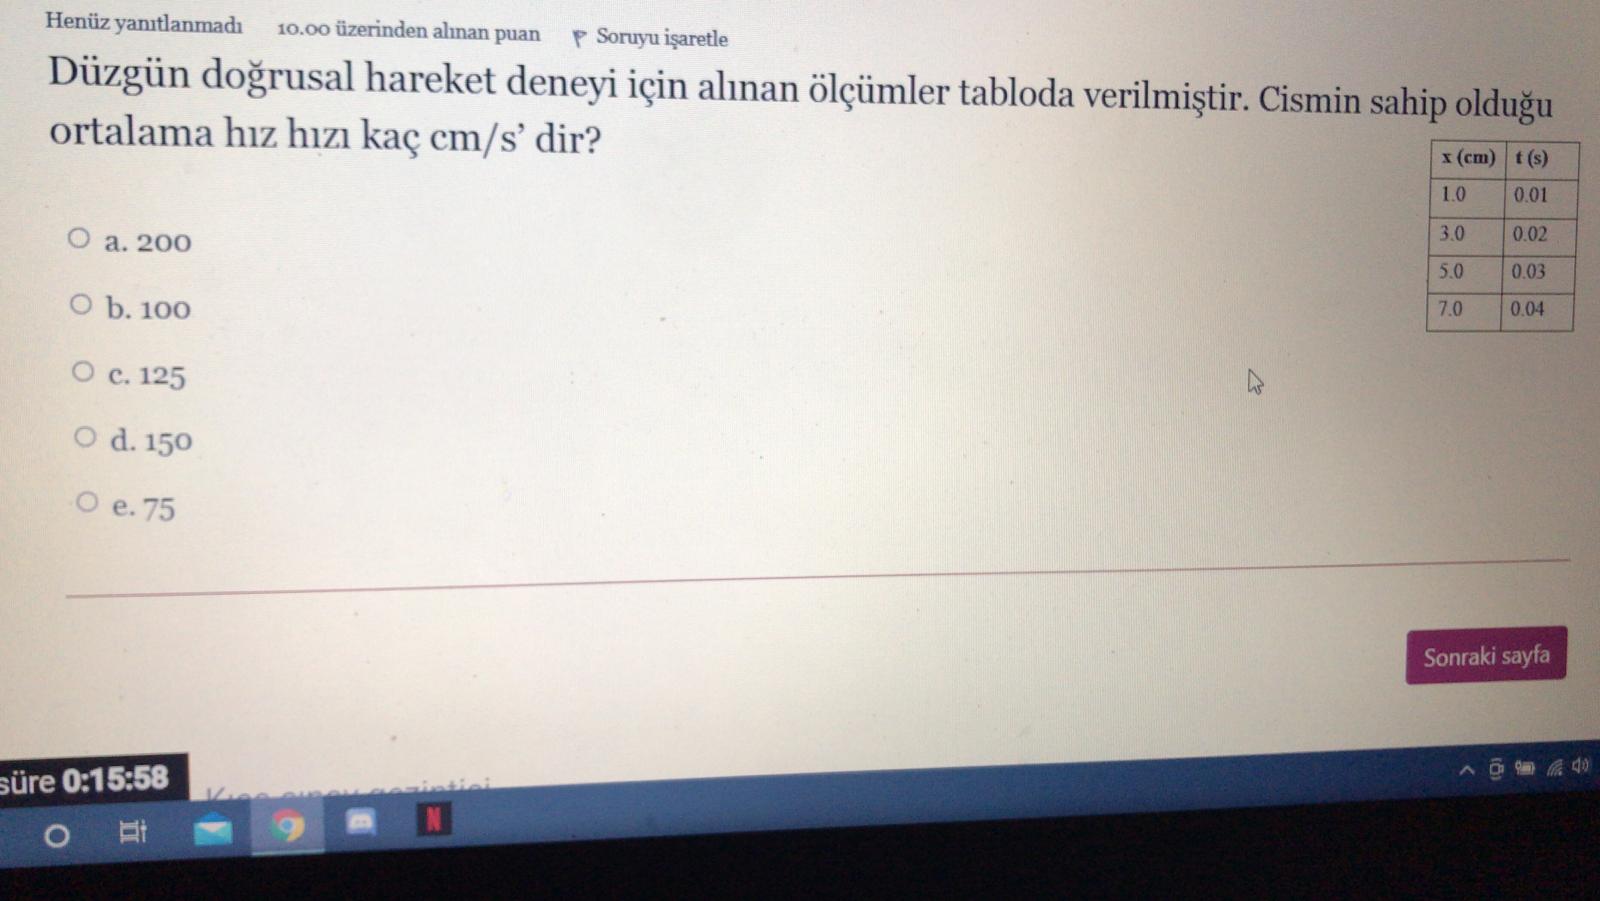 Henüz yanıtlanmadı 10.00 üzerinden alınan puan Soruyu işaretle
Düzgün doğrusal hareket deneyi için alınan ölçümler tabloda verilmiştir. Cismin sahip olduğu
ortalama hız hızı kaç cm/s’ dir?
x (cm) t (s)
1.0 0.01
3.0 0.02
5.0 0.03
7.0 0.04
a. 200
b. 100
c. 125
d. 150
e. 75
Sonraki sayfa
süre 0:15:58
N